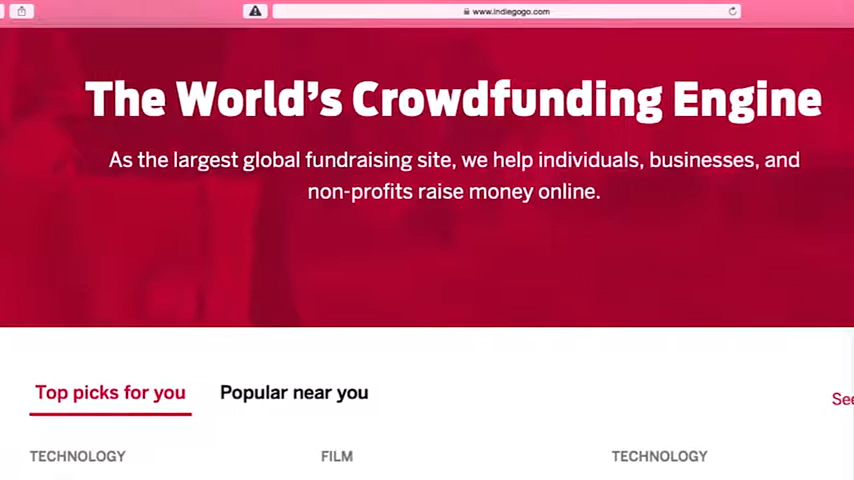 www.indiegogo.com
The World's Crowdfunding Engine
As the largest global fundraising site, we help individuals, businesses, and
non-profits raise money online.
Top picks for you
Popular near you
See
TECHNOLOGY
FILM
TECHNOLOGY